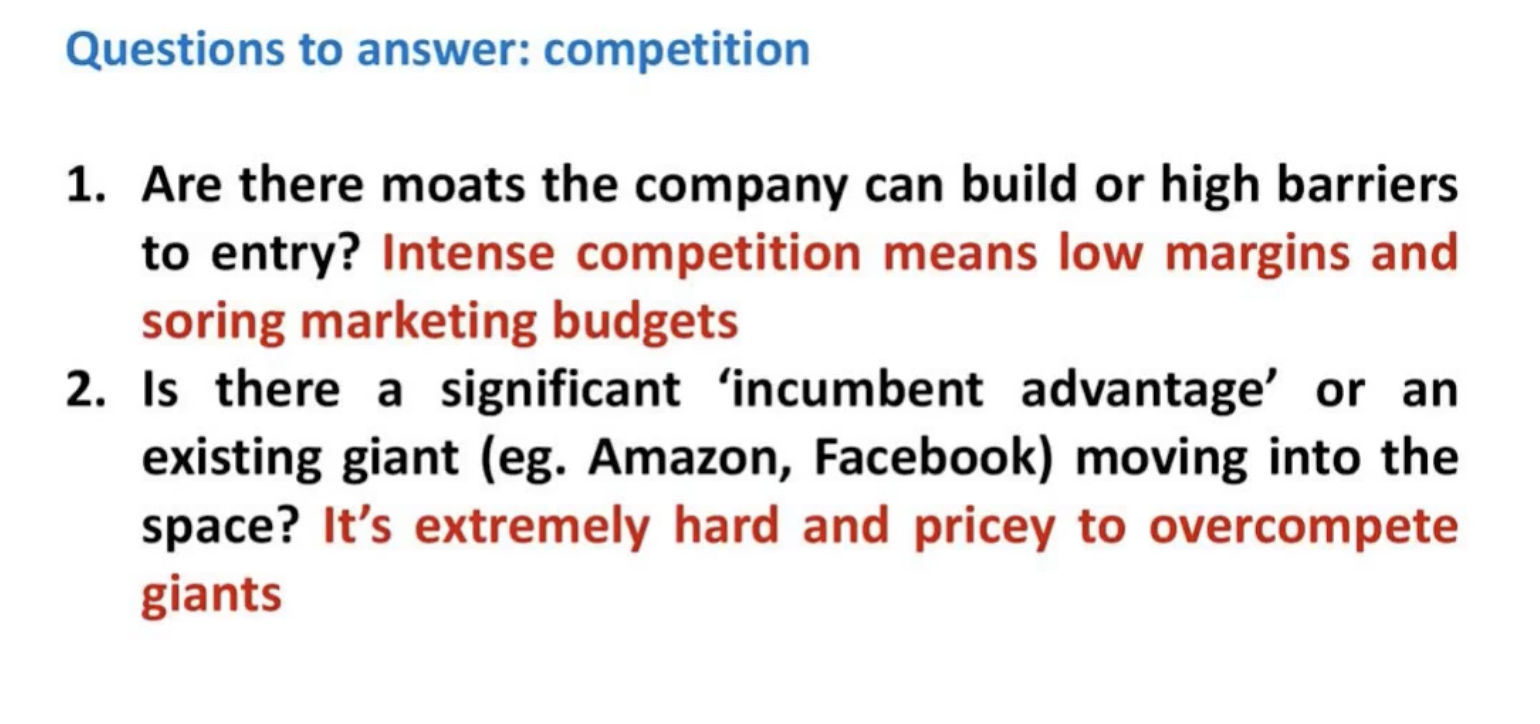 Questions to answer: competition
1. Are there moats the company can build or high barriers
to entry? Intense competition means low margins and
soring marketing budgets
2. Is there a significant ‘incumbent advantage’ or an
existing giant (eg. Amazon, Facebook) moving into the
space? It’s extremely hard and pricey to overcompete
giants